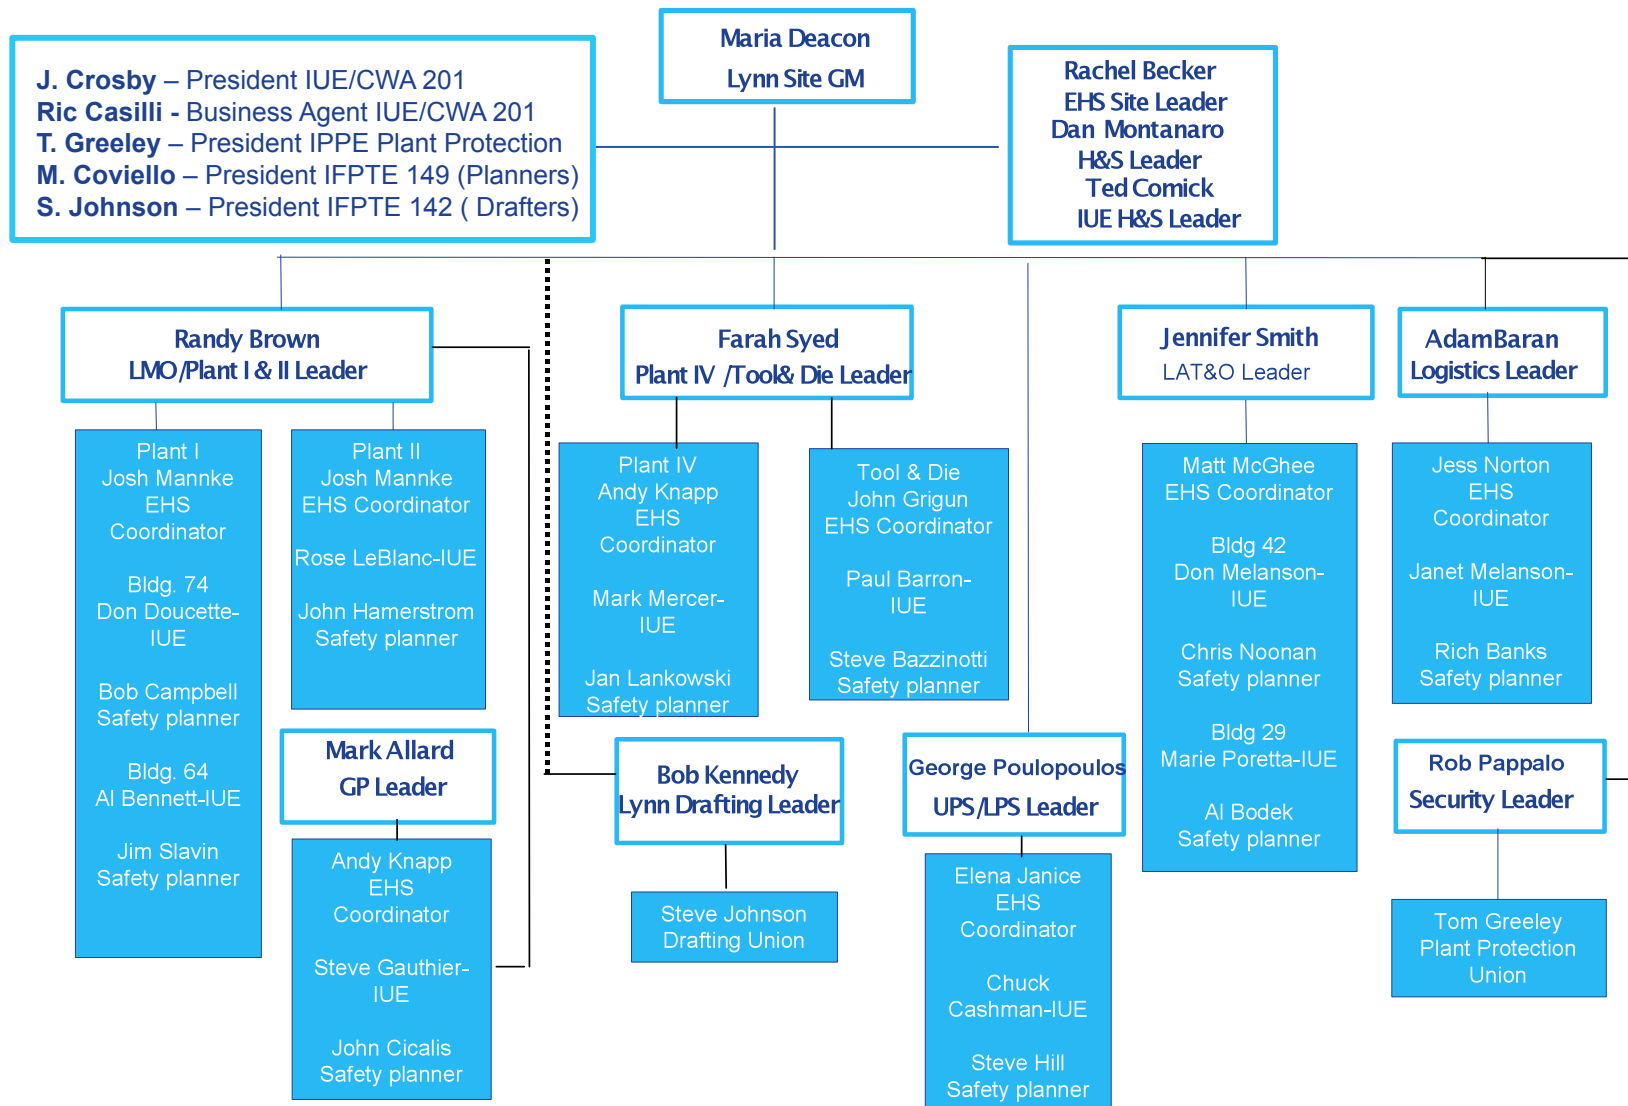 Maria Deacon
Lynn Site GM
J. Crosby – President IUE/CWA 201
Ric Casilli - Business Agent IUE/CWA 201
T. Greeley – President IPPE Plant Protection
M. Coviello – President IFPTE 149 (Planners)
S. Johnson – President IFPTE 142 ( Drafters)
Rachel Becker
EHS Site Leader
Dan Montanaro
H&S Leader
Ted Comick
IUE H&S Leader
Randy Brown
LMO/Plant I & II Leader
Farah Syed
Plant IV /Tool& Die Leader
Jennifer Smith
LAT&O Leader
AdamBaran
Logistics Leader
Plant I
Josh Mannke
EHS
Coordinator
Bldg. 74
Don Doucette-
IUE
Bob Campbell
Safety planner
Bldg. 64
Al Bennett-IUE
Jim Slavin
Safety planner
Plant II
Josh Mannke
EHS Coordinator
Rose LeBlanc-IUE
John Hamerstrom
Safety planner
Plant IV
Andy Knapp
EHS
Coordinator
Mark Mercer-
IUE
Jan Lankowski
Safety planner
Tool & Die
John Grigun
EHS Coordinator
Paul Barron-
IUE
Steve Bazzinotti
Safety planner
Matt McGhee
EHS Coordinator
Bldg 42
Don Melanson-
IUE
Chris Noonan
Safety planner
Bldg 29
Marie Poretta-IUE
Al Bodek
Safety planner
Jess Norton
EHS
Coordinator
Janet Melanson-
IUE
Rich Banks
Safety planner
Mark Allard
GP Leader
Bob Kennedy
Lynn Drafting Leader
George Poulopoulos
UPS/LPS Leader
Rob Pappalo
Security Leader
Andy Knapp
EHS
Coordinator
Steve Gauthier-
IUE
John Cicalis
Safety planner
Steve Johnson
Drafting Union
Elena Janice
EHS
Coordinator
Chuck
Cashman-IUE
Steve Hill
Safety planner
Tom Greeley
Plant Protection
Union